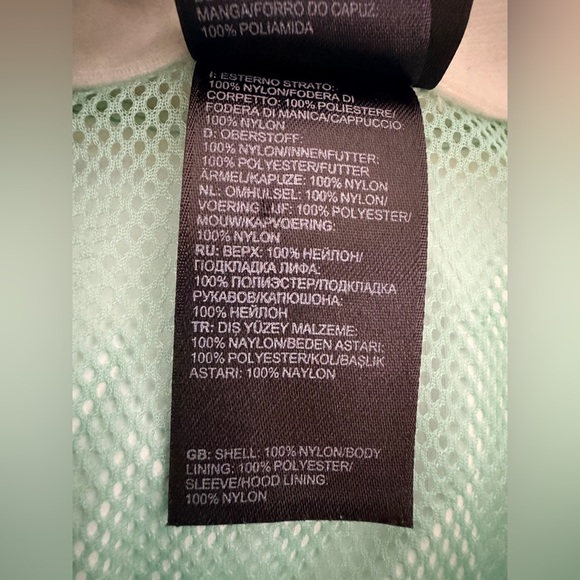 MANGA/FORRO DO CAPUZ:
100% POLIAMIDA
I: ESTERNO STRATO:
100% NYLON/FODERA DI
CORPETTO: 100% POLIESTERE/
FODERA DI MANICA/CAPPUCCIO:
100% NYLON
D: OBERSTOFF:
100% NYLON/INNENFUTTER:
100% POLYESTER/FUTTER
ÄRMEL/KAPUZE: 100% NYLON
NL: OMHULSEL: 100% NYLON/
VOERING LIJF: 100% POLYESTER/
MOUW/KAPVOERING:
100% NYLON
RU: ВЕРХ: 100% НЕЙЛОН/
ПОДКЛАДКА ЛИФА:
100% ПОЛИЭСТЕР/ПОДКЛАДКА
РУКАВОВ/КАПЮШОНА:
100% НЕЙЛОН
TR: DIŞ YÜZEY MALZEME:
100% NAYLON/BEDEN ASTARI:
100% POLYESTER/KOL/BAŞLIK
ASTARI: 100% NAYLON
GB: SHELL: 100% NYLON/BODY
LINING: 100% POLYESTER/
SLEEVE/HOOD LINING:
100% NYLON